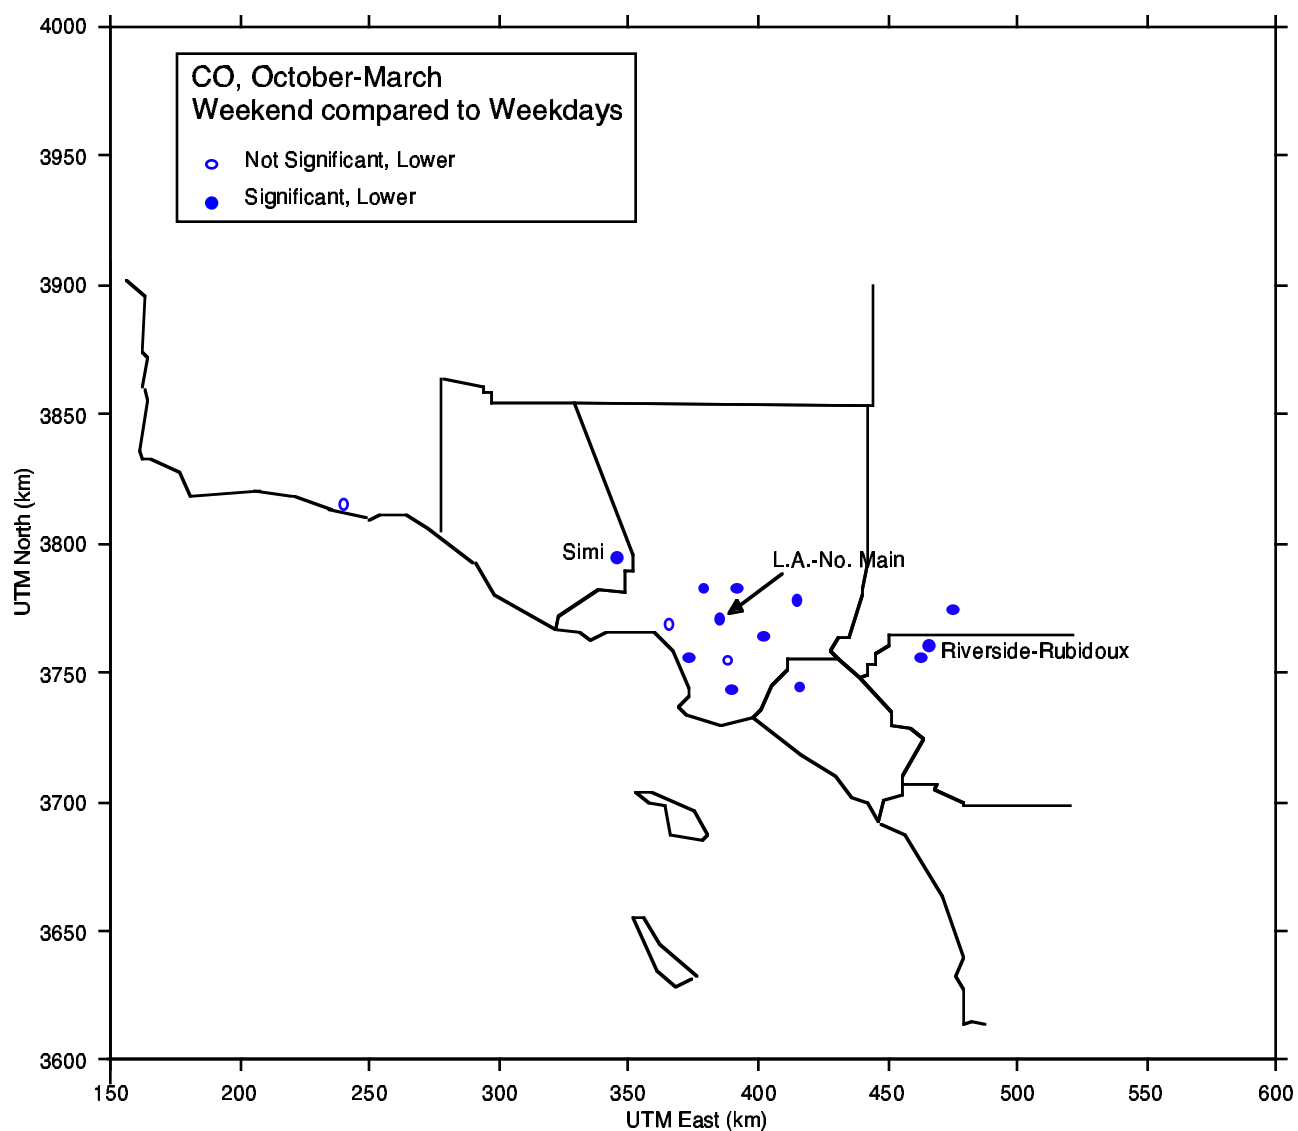 4000
CO, October-March
Weekend compared to Weekdays
Not Significant, Lower
Significant, Lower
3950
3900
3850
3800
3750
3700
3650
3600
UTM North (km)
Simi
L.A.-No. Main
Riverside-Rubidoux
150 200 250 300 350 400 450 500 550 600
UTM East (km)